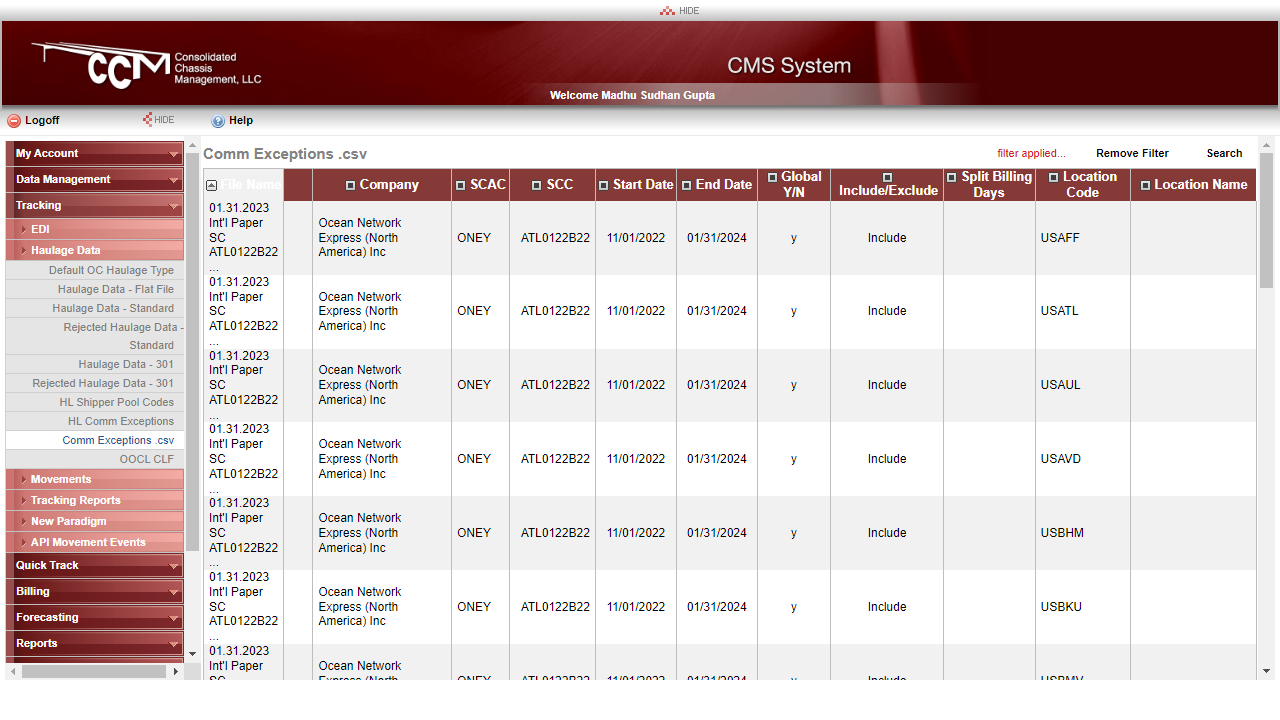 HIDE
CCM
Consolidated
Chassis
Management, LLC
CMS System
Welcome Madhu Sudhan Gupta
Logoff
HIDE
Help
My Account
Data Management
Tracking
EDI
Haulage Data
Default OC Haulage Type
Haulage Data - Flat File
Haulage Data - Standard
Rejected Haulage Data -
Standard
Haulage Data - 301
Rejected Haulage Data - 301
HL Shipper Pool Codes
HL Comm Exceptions
Comm Exceptions .csv
OOCL CLF
Movements
Tracking Reports
New Paradigm
API Movement Events
Quick Track
Billing
Forecasting
Reports
Comm Exceptions .csv
filter applied... Remove Filter Search
File Name Company SCAC SCC Start Date End Date Global Y/N Include/Exclude Split Billing Days Location Code Location Name
01.31.2023
Int'l Paper
SC
ATL0122B22
...
Ocean Network
Express (North
America) Inc
ONEY ATL0122B22 11/01/2022 01/31/2024 y Include USAFF
01.31.2023
Int'l Paper
SC
ATL0122B22
...
Ocean Network
Express (North
America) Inc
ONEY ATL0122B22 11/01/2022 01/31/2024 y Include USATL
01.31.2023
Int'l Paper
SC
ATL0122B22
...
Ocean Network
Express (North
America) Inc
ONEY ATL0122B22 11/01/2022 01/31/2024 y Include USAUL
01.31.2023
Int'l Paper
SC
ATL0122B22
...
Ocean Network
Express (North
America) Inc
ONEY ATL0122B22 11/01/2022 01/31/2024 y Include USAVD
01.31.2023
Int'l Paper
SC
ATL0122B22
...
Ocean Network
Express (North
America) Inc
ONEY ATL0122B22 11/01/2022 01/31/2024 y Include USBHM
01.31.2023
Int'l Paper
SC
ATL0122B22
...
Ocean Network
Express (North
America) Inc
ONEY ATL0122B22 11/01/2022 01/31/2024 y Include USBKU
01.31.2023
Int'l Paper
SC
Ocean Network
Express (North
ONEY ATL0122B22 11/01/2022 01/31/2024 y Include USBMV